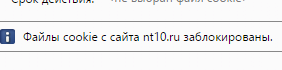 Срок действия: <не выбран файл cookie>
Файлы cookie с сайта nt10.ru заблокированы.